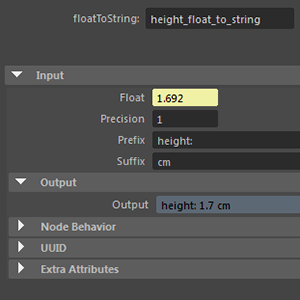 floatToString: height_float_to_string
Input
Float 1.692
Precision 1
Prefix height:
Suffix cm
Output
Output height: 1.7 cm
Node Behavior
UUID
Extra Attributes